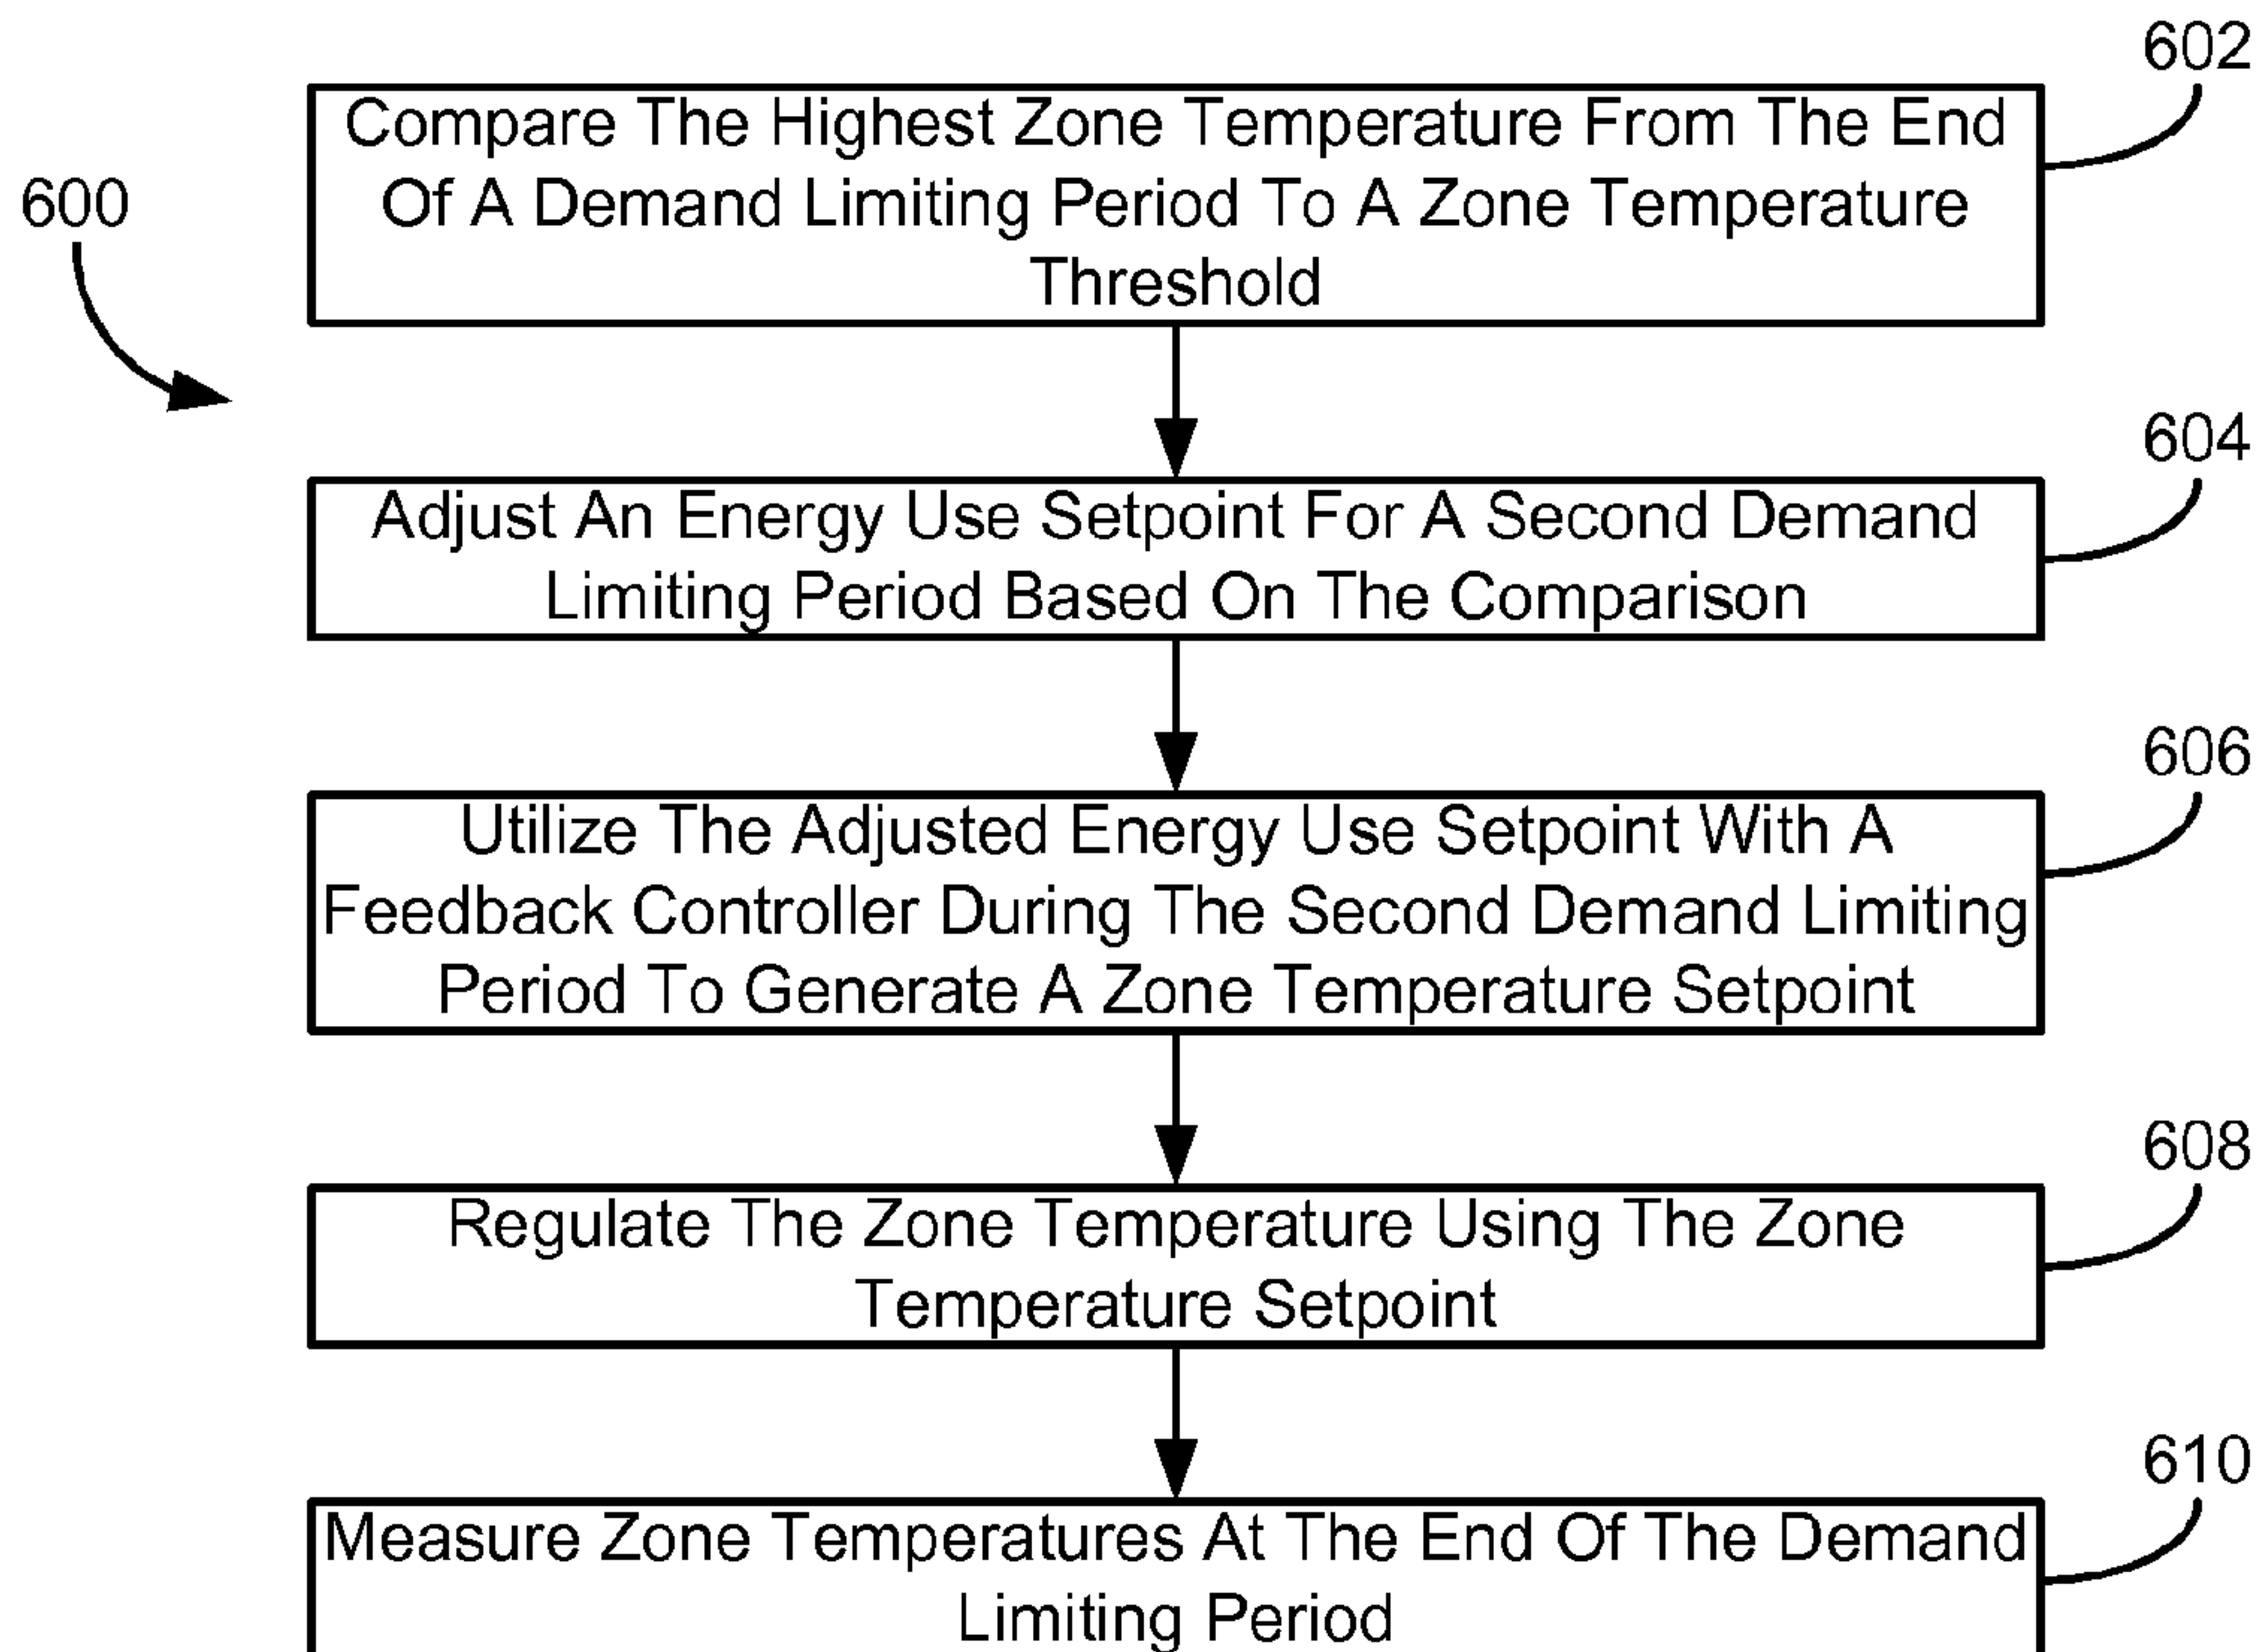 602
Compare The Highest Zone Temperature From The End
Of A Demand Limiting Period To A Zone Temperature
Threshold
600
604
Adjust An Energy Use Setpoint For A Second Demand
Limiting Period Based On The Comparison
606
Utilize The Adjusted Energy Use Setpoint With A
Feedback Controller During The Second Demand Limiting
Period To Generate A Zone Temperature Setpoint
608
Regulate The Zone Temperature Using The Zone
Temperature Setpoint
610
Measure Zone Temperatures At The End Of The Demand
Limiting Period